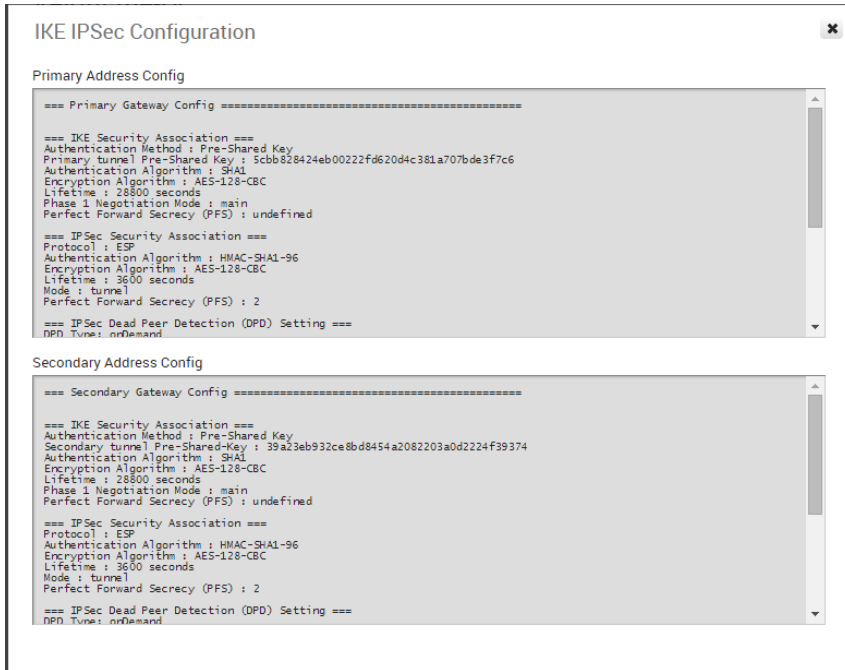 IKE IPSec Configuration
Primary Address Config
=== Primary Gateway Config ==============================================
=== IKE Security Association ===
Authentication Method : Pre-Shared Key
Primary tunnel Pre-Shared Key : 5cbb828424eb00222fd620d4c381a707bde3f7c6
Authentication Algorithm : SHA1
Encryption Algorithm : AES-128-CBC
Lifetime : 28800 seconds
Phase 1 Negotiation Mode : main
Perfect Forward Secrecy (PFS) : undefined
=== IPSec Security Association ===
Protocol : ESP
Authentication Algorithm : HMAC-SHA1-96
Encryption Algorithm : AES-128-CBC
Lifetime : 3600 seconds
Mode : tunnel
Perfect Forward Secrecy (PFS) : 2
=== IPSec Dead Peer Detection (DPD) Setting ===
DPD Type: onDemand
Secondary Address Config
=== Secondary Gateway Config ============================================
=== IKE Security Association ===
Authentication Method : Pre-Shared Key
Secondary tunnel Pre-Shared-Key : 39a23eb932ce8bd8454a2082203a0d2224f39374
Authentication Algorithm : SHA1
Encryption Algorithm : AES-128-CBC
Lifetime : 28800 seconds
Phase 1 Negotiation Mode : main
Perfect Forward Secrecy (PFS) : undefined
=== IPSec Security Association ===
Protocol : ESP
Authentication Algorithm : HMAC-SHA1-96
Encryption Algorithm : AES-128-CBC
Lifetime : 3600 seconds
Mode : tunnel
Perfect Forward Secrecy (PFS) : 2
=== IPSec Dead Peer Detection (DPD) Setting ===
DPD Type: onDemand